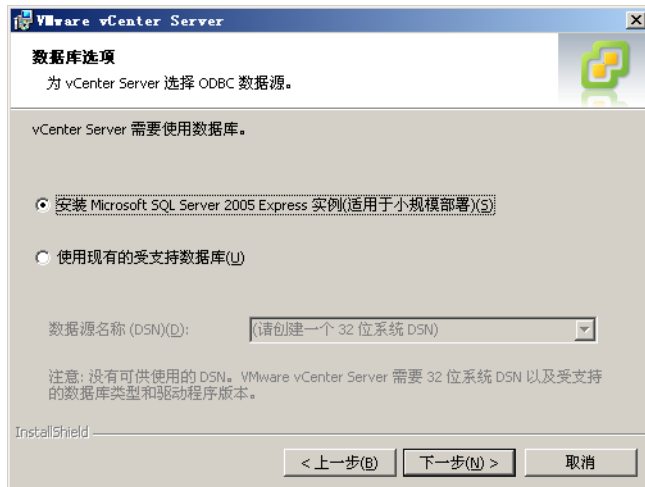 VMware vCenter Server
数据库选项
为 vCenter Server 选择 ODBC 数据源。
vCenter Server 需要使用数据库。
安装 Microsoft SQL Server 2005 Express 实例(适用于小规模部署)(S)
使用现有的受支持数据库(U)
数据源名称 (DSN)(D): (请创建一个 32 位系统 DSN)
注意: 没有可供使用的 DSN。VMware vCenter Server 需要 32 位系统 DSN 以及受支持
的数据库类型和驱动程序版本。
InstallShield
< 上一步(B) 下一步(N) > 取消